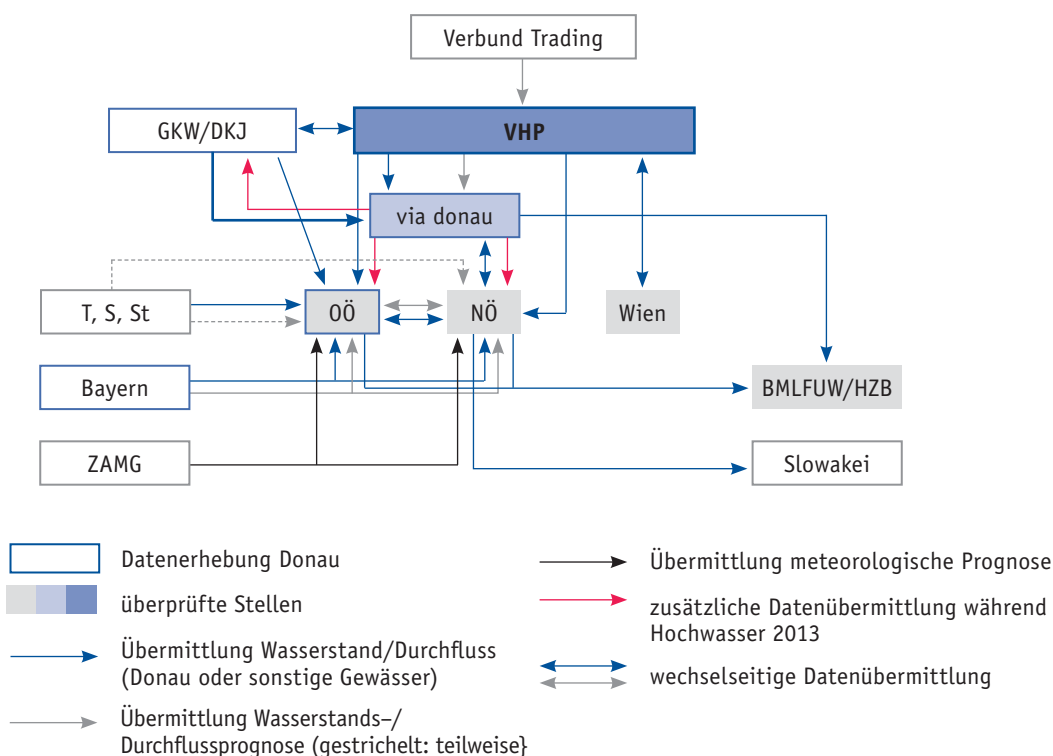 Verbund Trading
GKW/DKJ
VHP
via donau
T, S, St
OÖ
NÖ
Wien
Bayern
BMLFUW/HZB
ZAMG
Slowakei
Datenerhebung Donau
überprüfte Stellen
Übermittlung Wasserstand/Durchfluss
(Donau oder sonstige Gewässer)
Übermittlung Wasserstands–/
Durchflussprognose (gestrichelt: teilweise}
Übermittlung meteorologische Prognose
zusätzliche Datenübermittlung während
Hochwasser 2013
wechselseitige Datenübermittlung